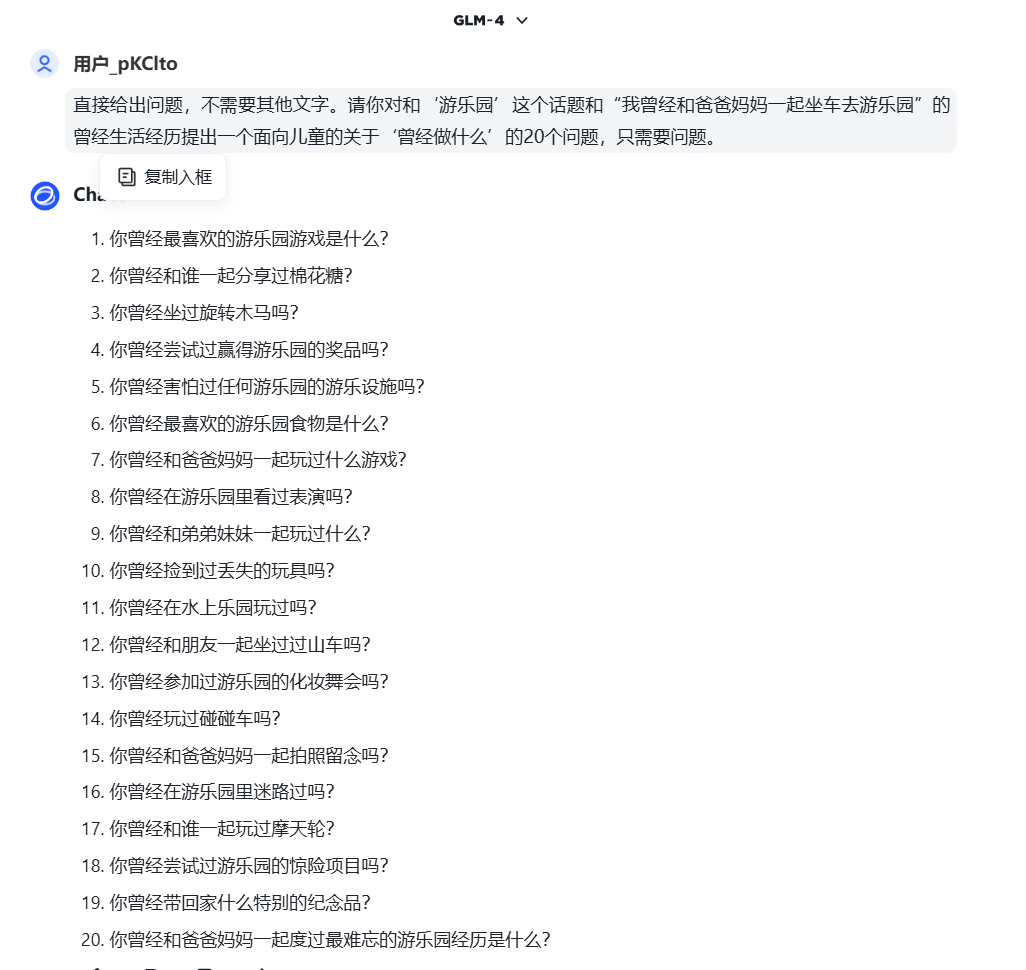 GLM-4
用户_pKClto
直接给出问题，不需要其他文字。请你对和‘游乐园’这个话题和“我曾经和爸爸妈妈一起坐车去游乐园”的
曾经生活经历提出一个面向儿童的关于‘曾经做什么’的20个问题，只需要问题。
复制入框
1. 你曾经最喜欢的游乐园游戏是什么？
2. 你曾经和谁一起分享过棉花糖？
3. 你曾经坐过旋转木马吗？
4. 你曾经尝试过赢得游乐园的奖品吗？
5. 你曾经害怕过任何游乐园的游乐设施吗？
6. 你曾经最喜欢的游乐园食物是什么？
7. 你曾经和爸爸妈妈一起玩过什么游戏？
8. 你曾经在游乐园里看过表演吗？
9. 你曾经和弟弟妹妹一起玩过什么？
10. 你曾经捡到过丢失的玩具吗？
11. 你曾经在水上乐园玩过吗？
12. 你曾经和朋友一起坐过过山车吗？
13. 你曾经参加过游乐园的化妆舞会吗？
14. 你曾经玩过碰碰车吗？
15. 你曾经和爸爸妈妈一起拍照留念吗？
16. 你曾经在游乐园里迷路过吗？
17. 你曾经和谁一起玩过摩天轮？
18. 你曾经尝试过游乐园的惊险项目吗？
19. 你曾经带回家什么特别的纪念品？
20. 你曾经和爸爸妈妈一起度过最难忘的游乐园经历是什么？